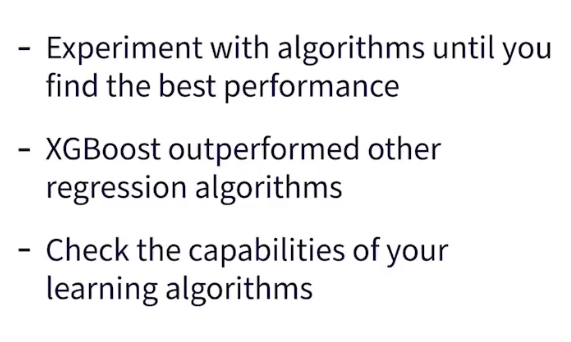 - Experiment with algorithms until you
find the best performance
- XGBoost outperformed other
regression algorithms
- Check the capabilities of your
learning algorithms